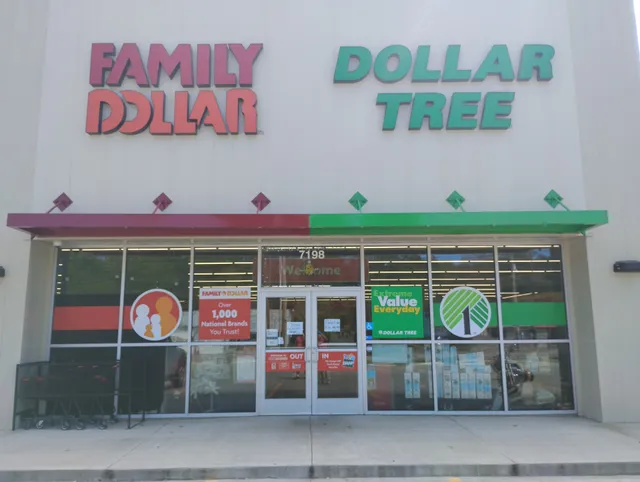 FAMILY
DOLLAR
DOLLAR
TREE
7198
Welcome
FAMILY DOLLAR
Over
1,000
National Brands
You Trust!
Extreme
Value
Everyday
DOLLAR TREE
1
OUT
IN